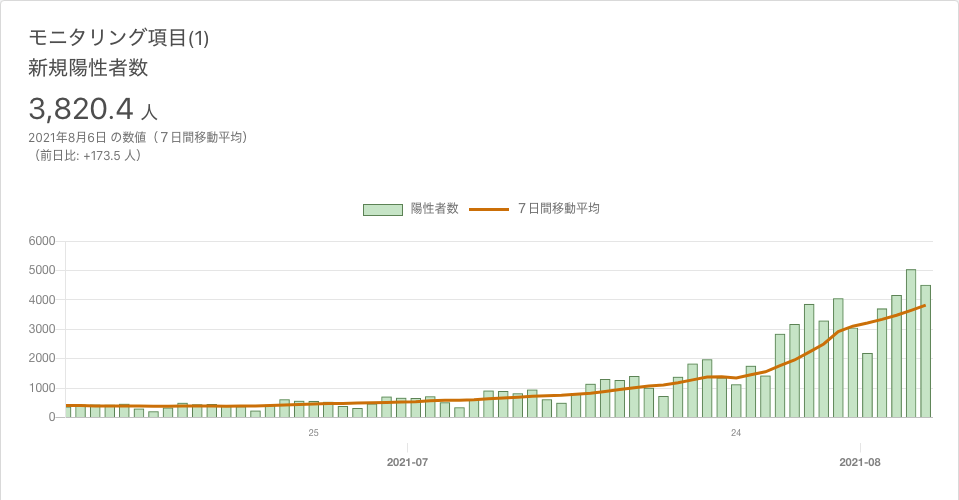 モニタリング項目(1)
新規陽性者数
3,820.4 人
2021年8月6日 の数値（７日間移動平均）
（前日比: +173.5 人）
陽性者数 ７日間移動平均
6000
5000
4000
3000
2000
1000
0
25 24
2021-07 2021-08